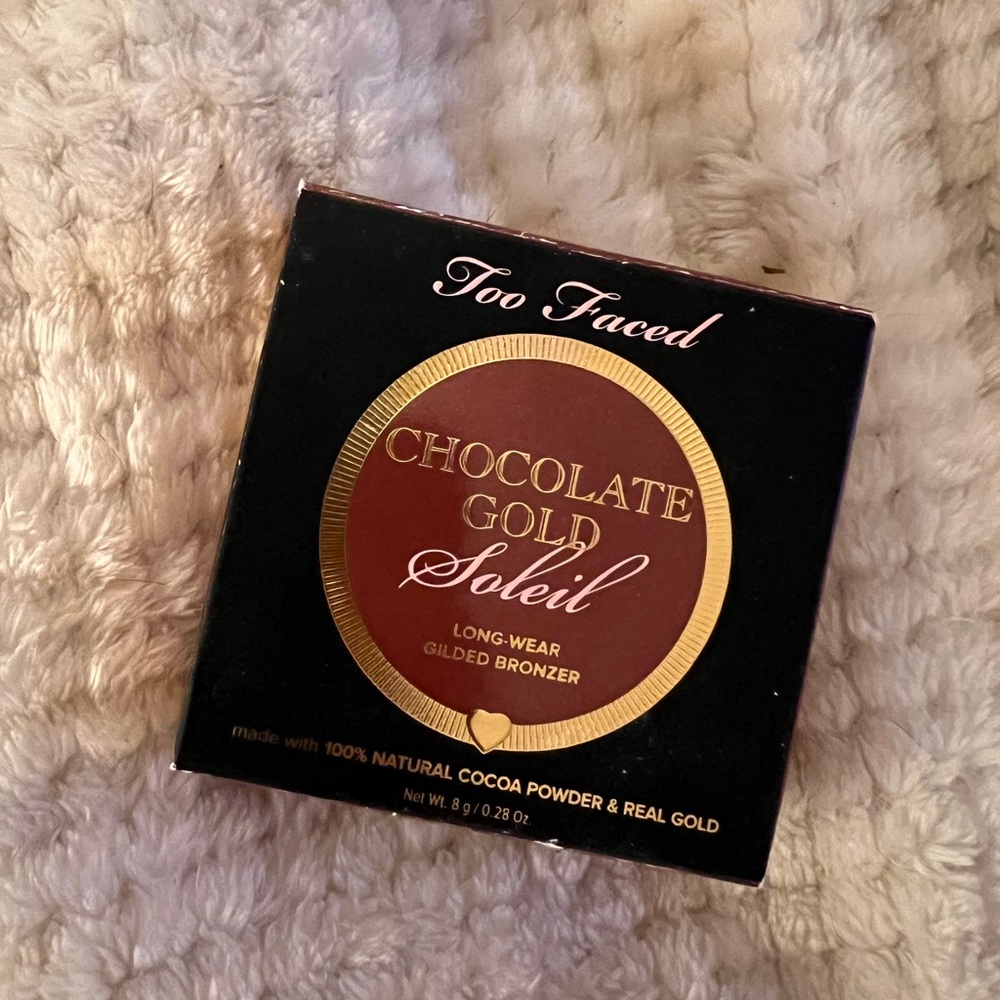 Too Faced
CHOCOLATE
GOLD
Soleil
LONG-WEAR
GILDED BRONZER
made with 100% NATURAL COCOA POWDER & REAL GOLD
Net Wt. 8 g / 0.28 Oz.